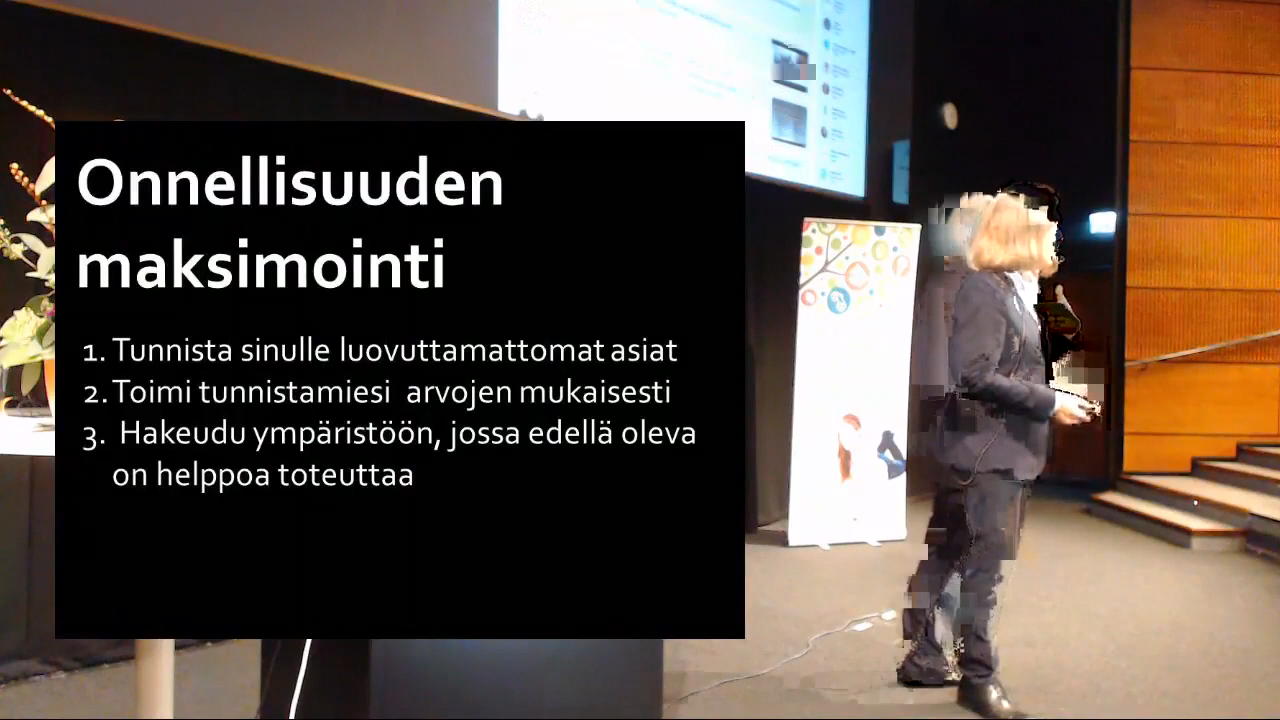 Onnellisuuden
maksimointi
1. Tunnista sinulle luovuttamattomat asiat
2. Toimi tunnistamiesi arvojen mukaisesti
3. Hakeudu ympäristöön, jossa edellä oleva
on helppoa toteuttaa